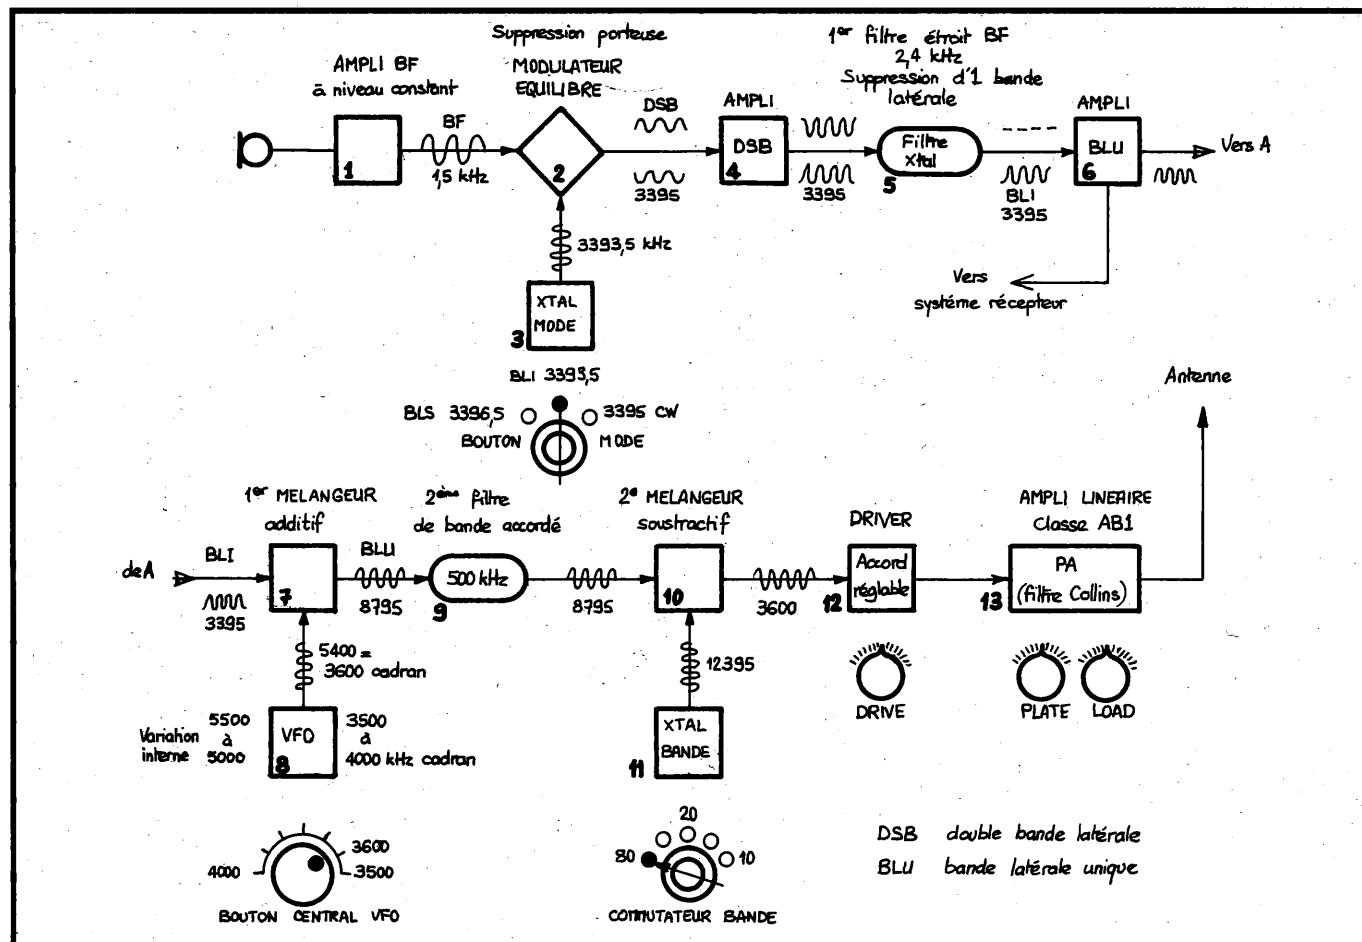 Suppression porteuse
MODULATEUR
EQUILIBRE
1er filtre étroit BF
2,4 kHz
Suppression d'1 bande
latérale
AMPLI BF
à niveau constant
DSB
AMPLI
AMPLI
BF
1
1,5 kHz
2
3395
DSB
4
3395
Filtre
Xtal
5
BLU
6
BLI
3395
Vers A
3393,5 kHz
Vers
système récepteur
XTAL
MODE
3
BLI 3393,5
BLS 3396,5
3395 CW
BOUTON MODE
Antenne
1er MELANGEUR
additif
2ème filtre
de bande accordé
2e MELANGEUR
soustractif
DRIVER
AMPLI LINEAIRE
Classe AB1
de A
BLI
3395
7
BLU
8795
500 kHz
9
8795
10
3600
Accord
réglable
12
PA
(filtre Collins)
13
5400 =
3600 cadran
12395
DRIVE
PLATE
LOAD
Variation
interne
5500
à
5000
VFO
8
3500
à
4000 kHz cadran
XTAL
BANDE
11
4000
3600
3500
BOUTON CENTRAL VFO
80
20
10
COMMUTATEUR BANDE
DSB double bande latérale
BLU bande latérale unique